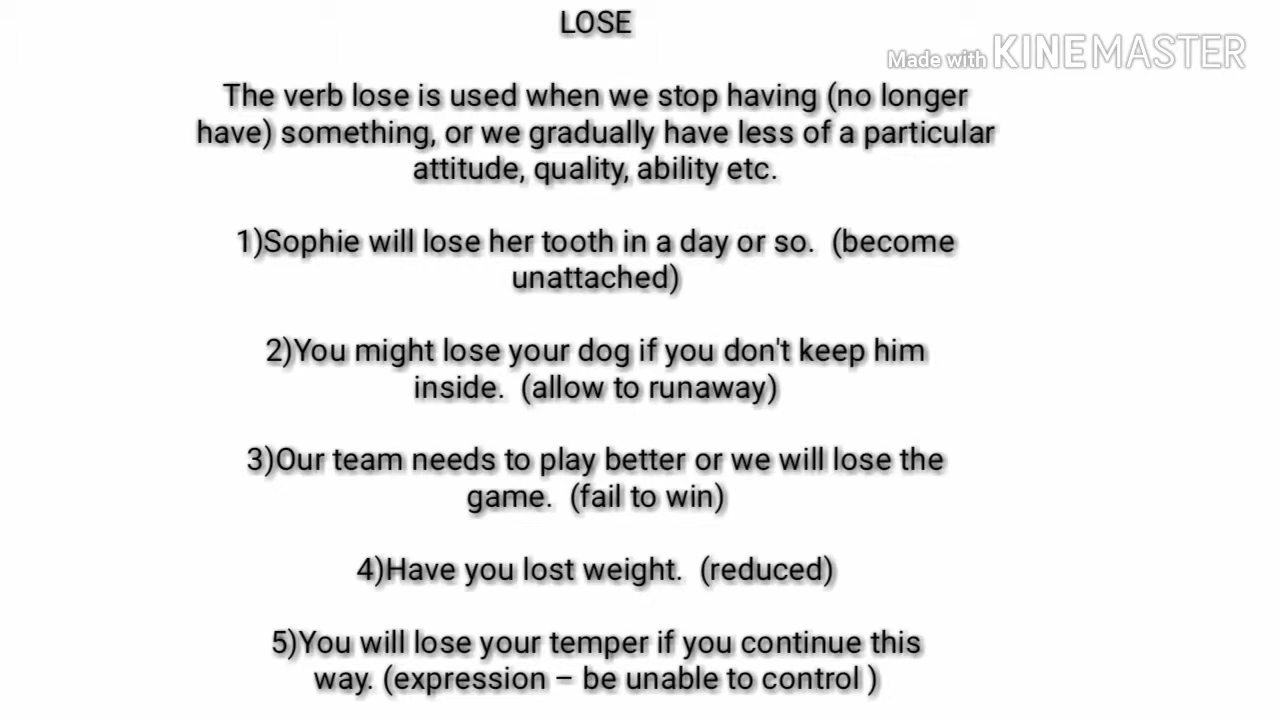 LOSE
Made with KINEMASTER
The verb lose is used when we stop having (no longer
have) something, or we gradually have less of a particular
attitude, quality, ability etc.
1)Sophie will lose her tooth in a day or so.  (become
unattached)
2)You might lose your dog if you don't keep him
inside.  (allow to runaway)
3)Our team needs to play better or we will lose the
game.  (fail to win)
4)Have you lost weight.  (reduced)
5)You will lose your temper if you continue this
way. (expression – be unable to control )